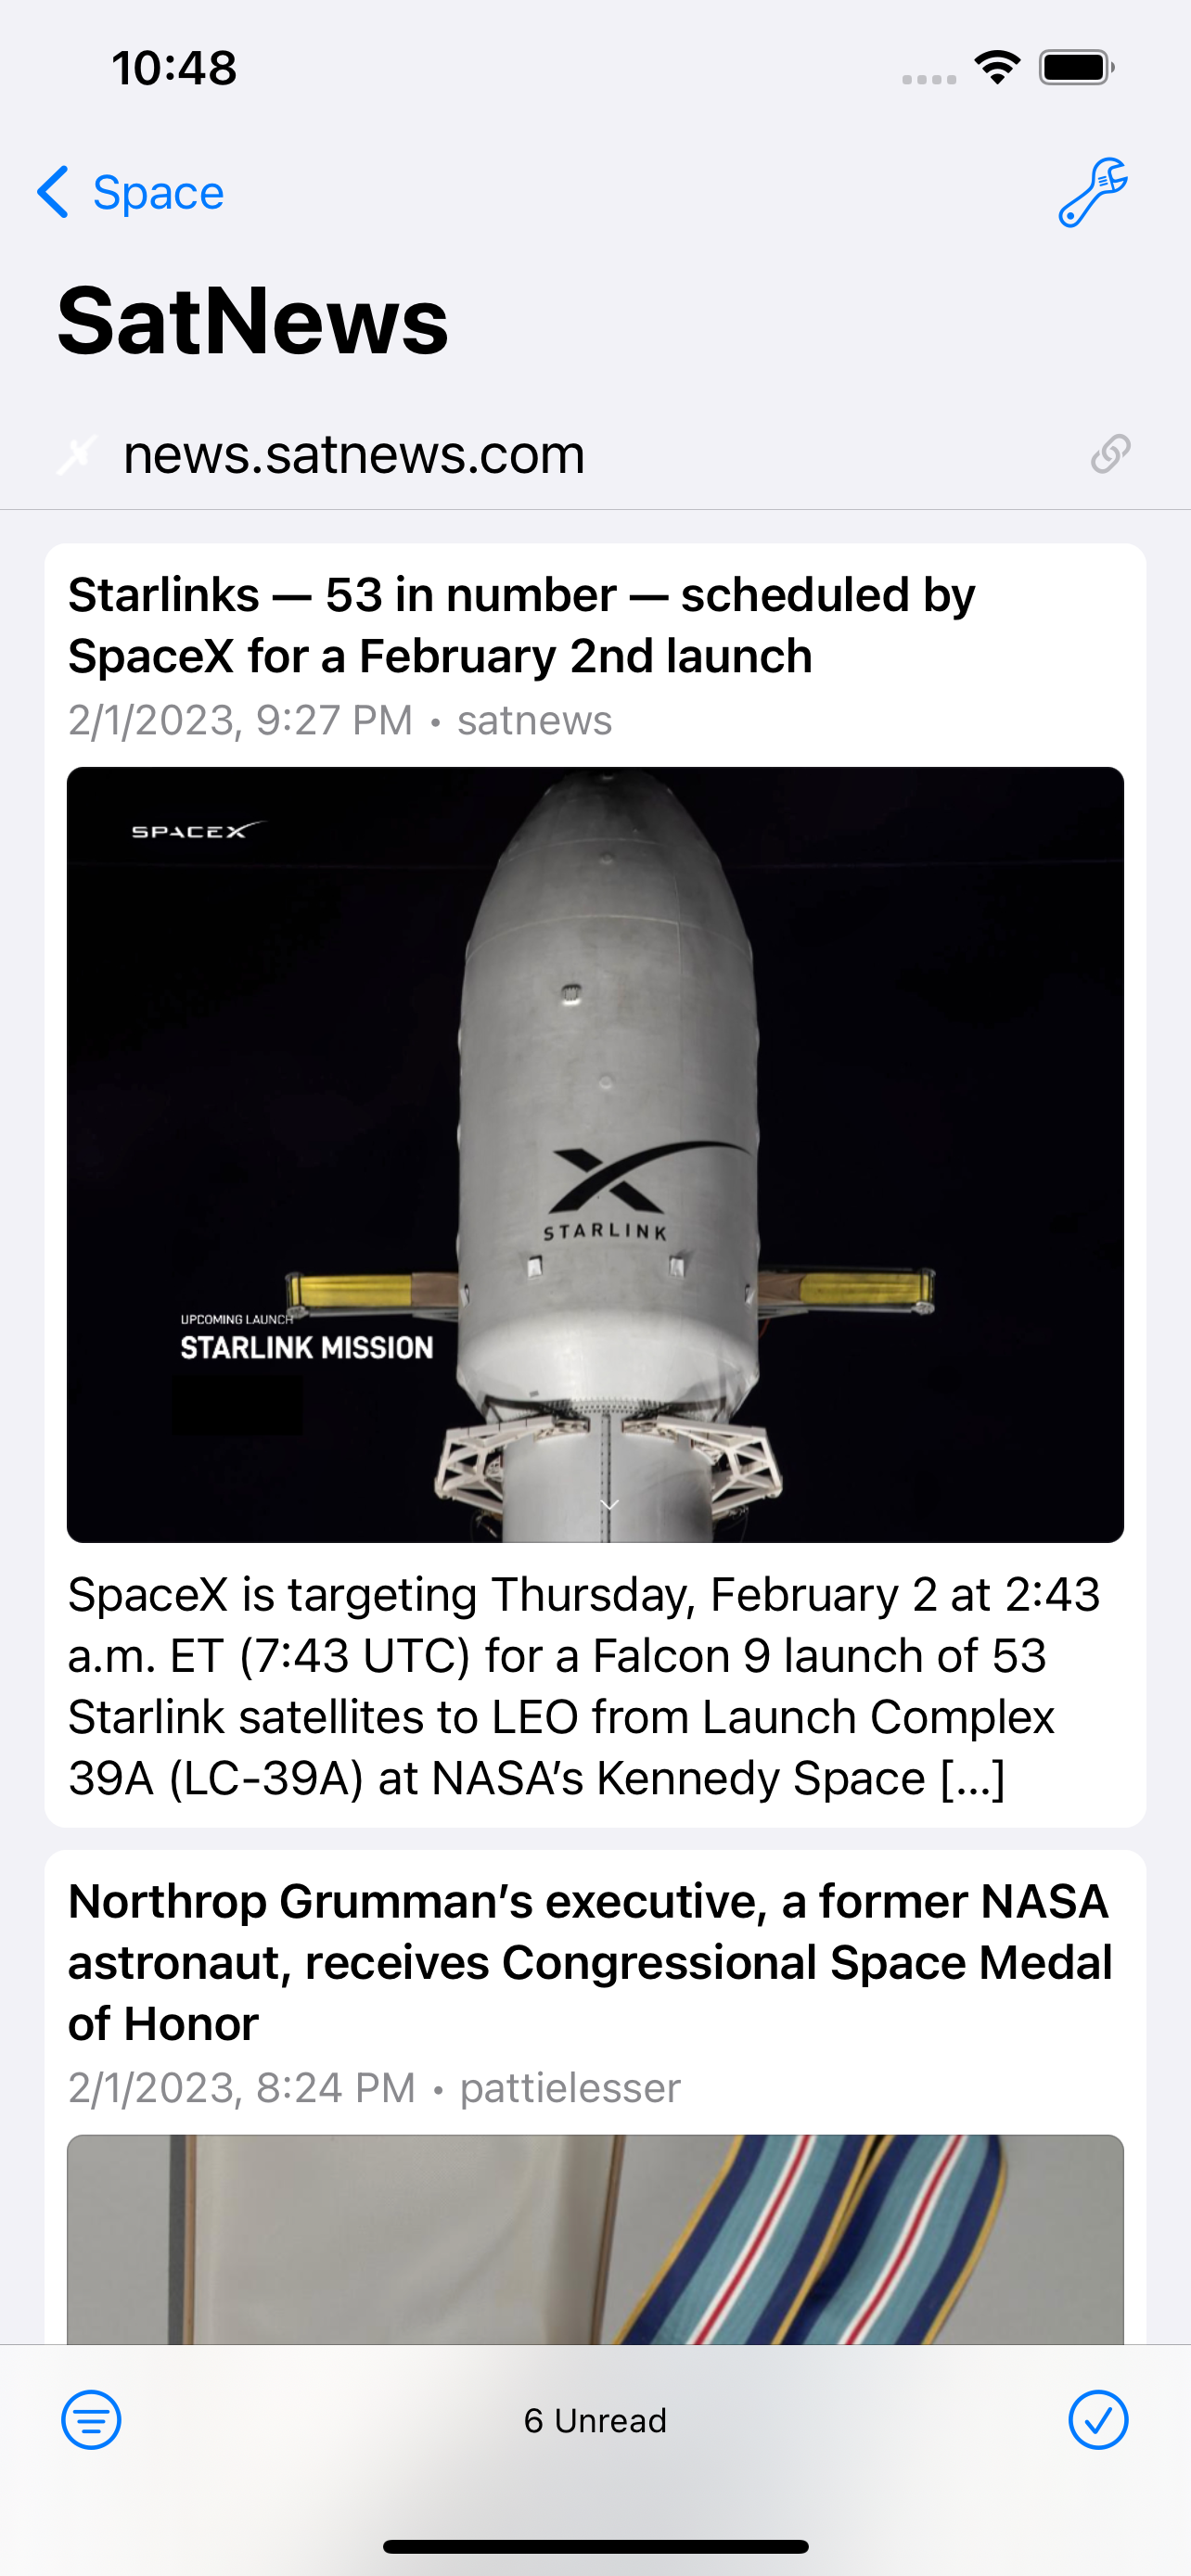 10:48
Space
SatNews
news.satnews.com
Starlinks — 53 in number — scheduled by
SpaceX for a February 2nd launch
2/1/2023, 9:27 PM • satnews
SPACEX
STARLINK
UPCOMING LAUNCH
STARLINK MISSION
SpaceX is targeting Thursday, February 2 at 2:43
a.m. ET (7:43 UTC) for a Falcon 9 launch of 53
Starlink satellites to LEO from Launch Complex
39A (LC-39A) at NASA’s Kennedy Space [...]
Northrop Grumman’s executive, a former NASA
astronaut, receives Congressional Space Medal
of Honor
2/1/2023, 8:24 PM • pattielesser
6 Unread